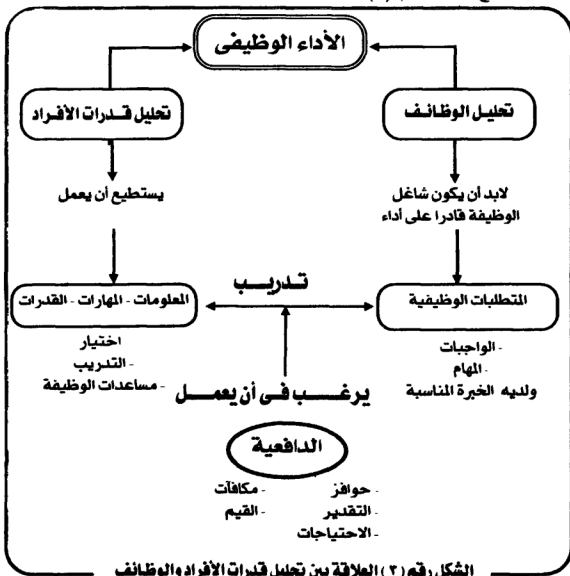 الأداء الوظيفى
تحليل الوظائف
تحليل قدرات الأفراد
لابد أن يكون شاغل
الوظيفة قادرا على أداء
يستطيع أن يعمل
تدريب
المتطلبات الوظيفية
المعلومات - المهارات - القدرات
- الواجبات
- المهام
ولديه الخبرة المناسبة
اختيار
- التدريب
- مساعدات الوظيفة
يرغب فى أن يعمل
الدافعية
- حوافز
- مكافآت
- التقدير
- القيم
- الاحتياجات
الشكل رقم (٢) العلاقة بين تحليل قدرات الأفراد والوظائف